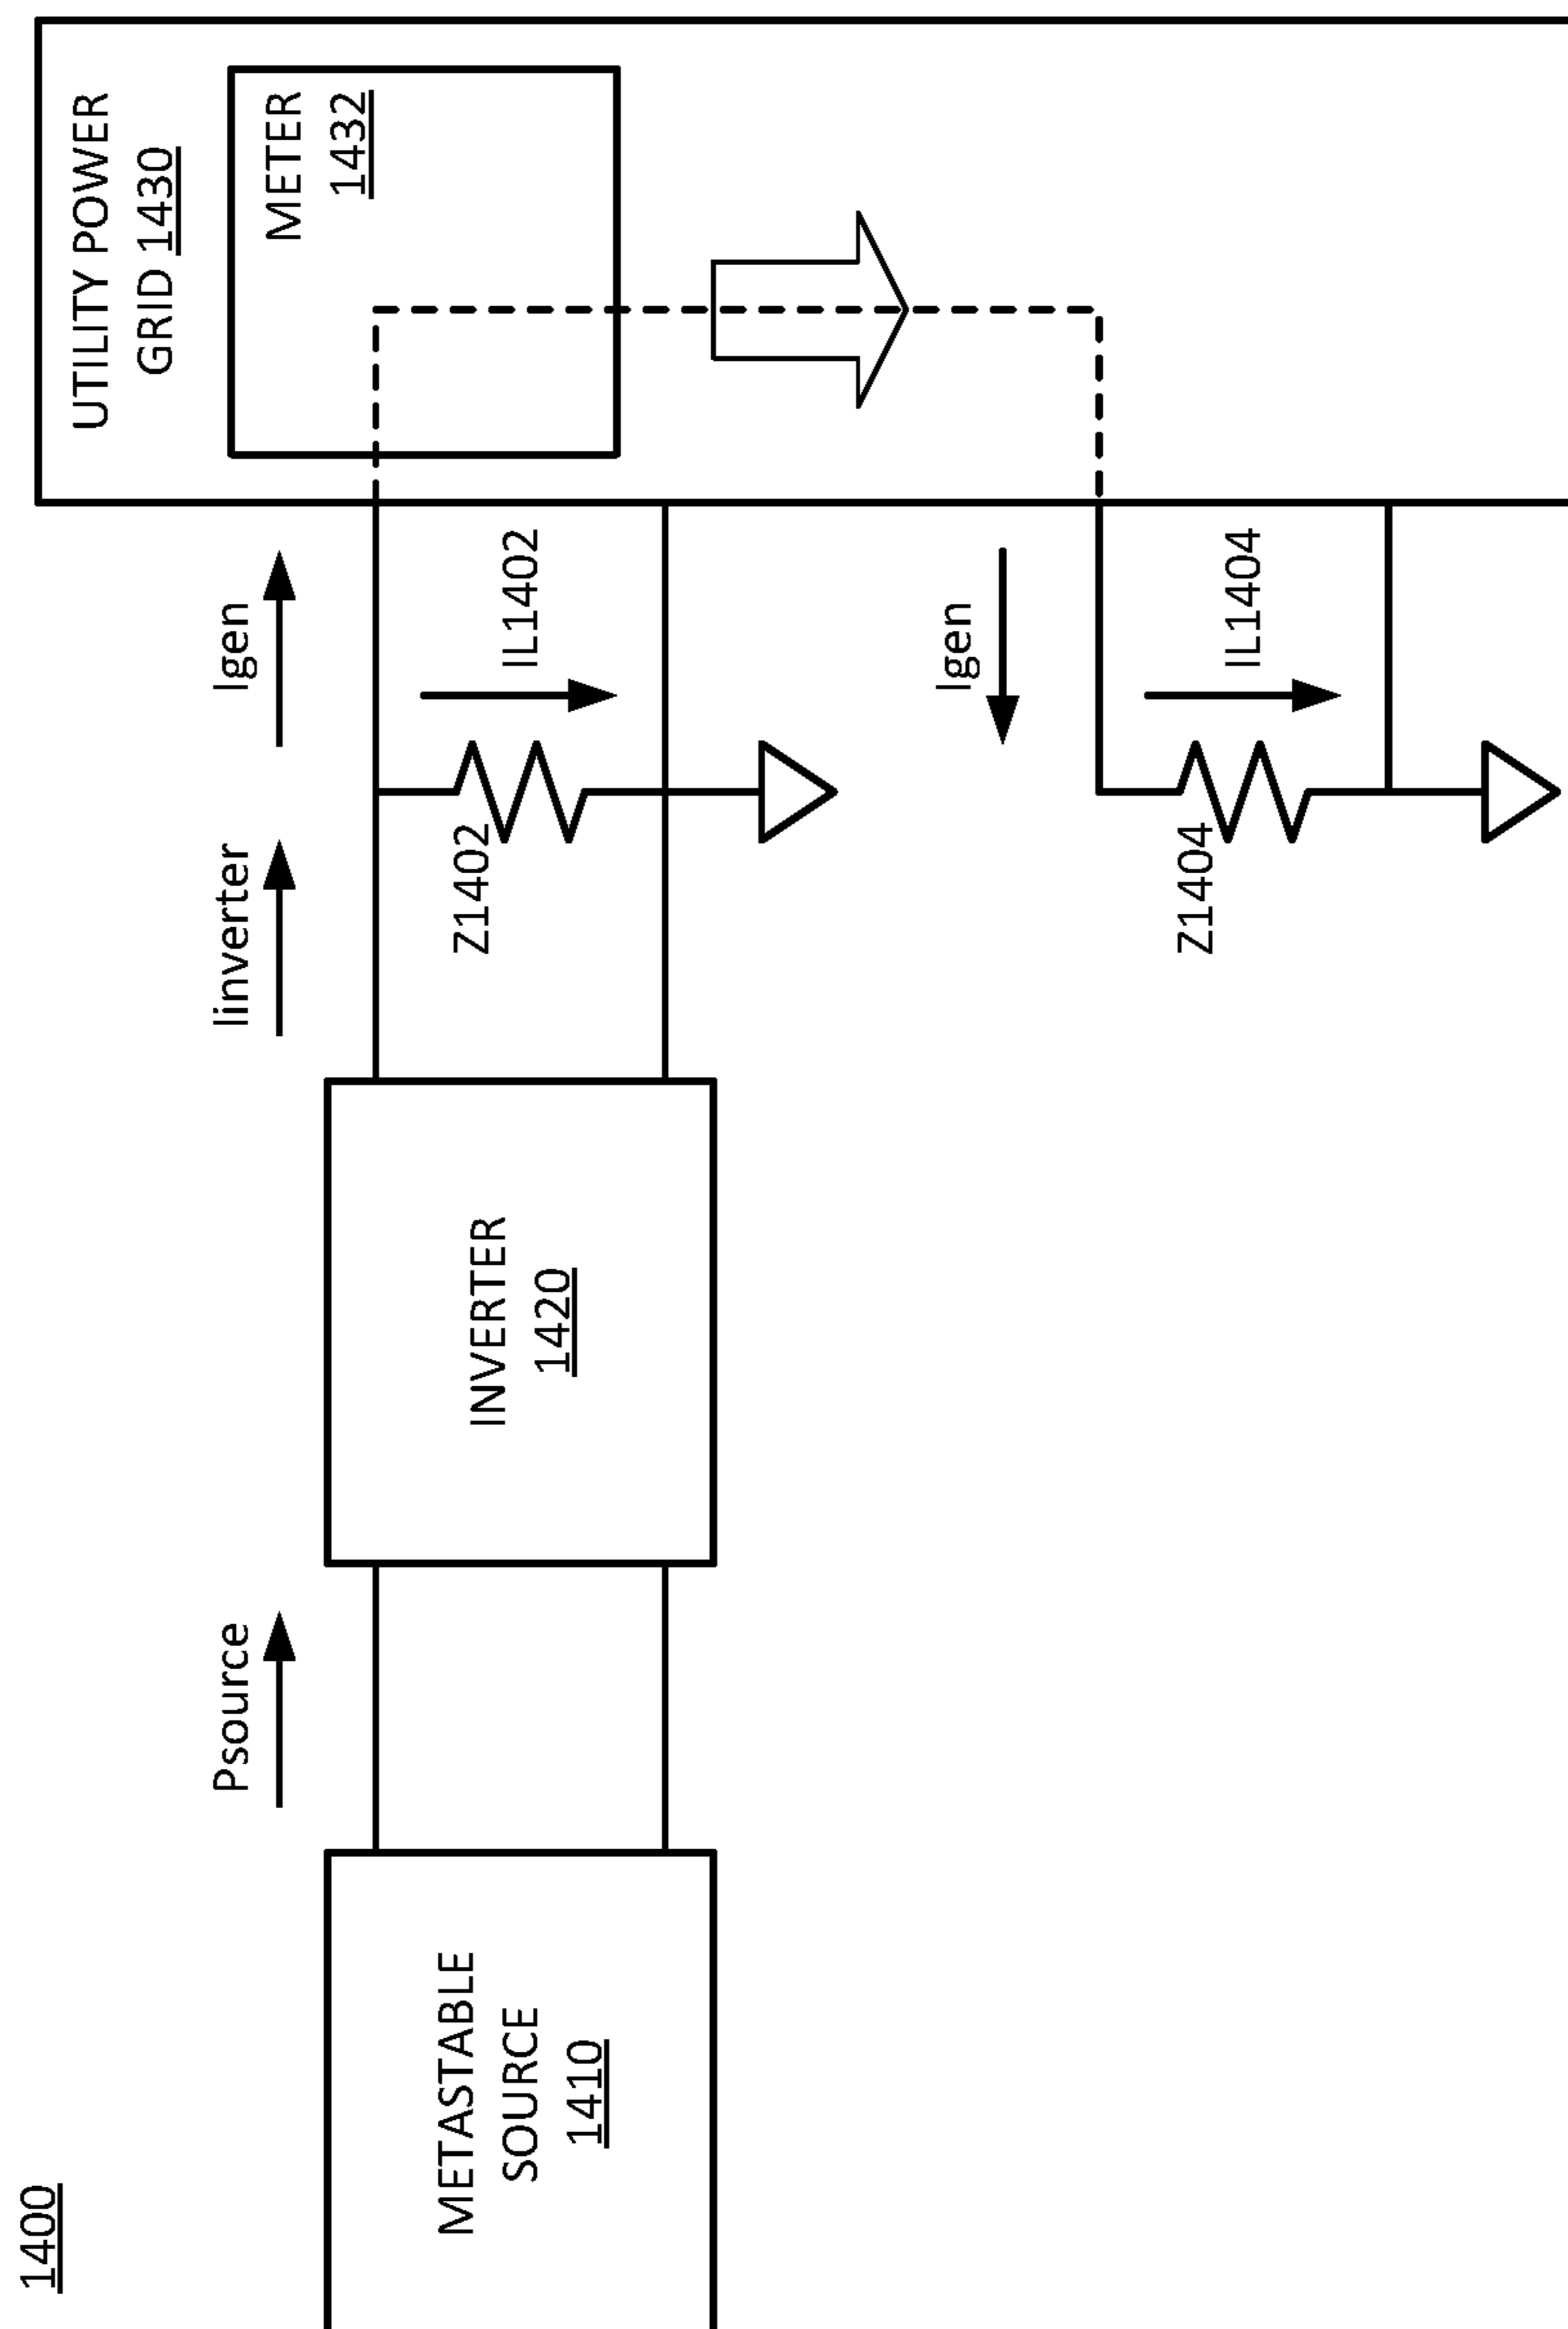 1400
METASTABLE
SOURCE
1410
Psource
INVERTER
1420
Iinverter
Igen
Z1402
IL1402
UTILITY POWER
GRID 1430
METER
1432
Igen
Z1404
IL1404